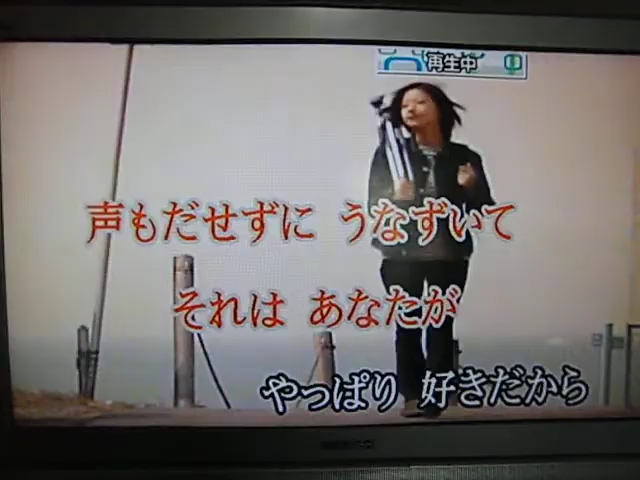 再生中
声もだせずに うなずいて
それは あなたが
やっぱり 好きだから